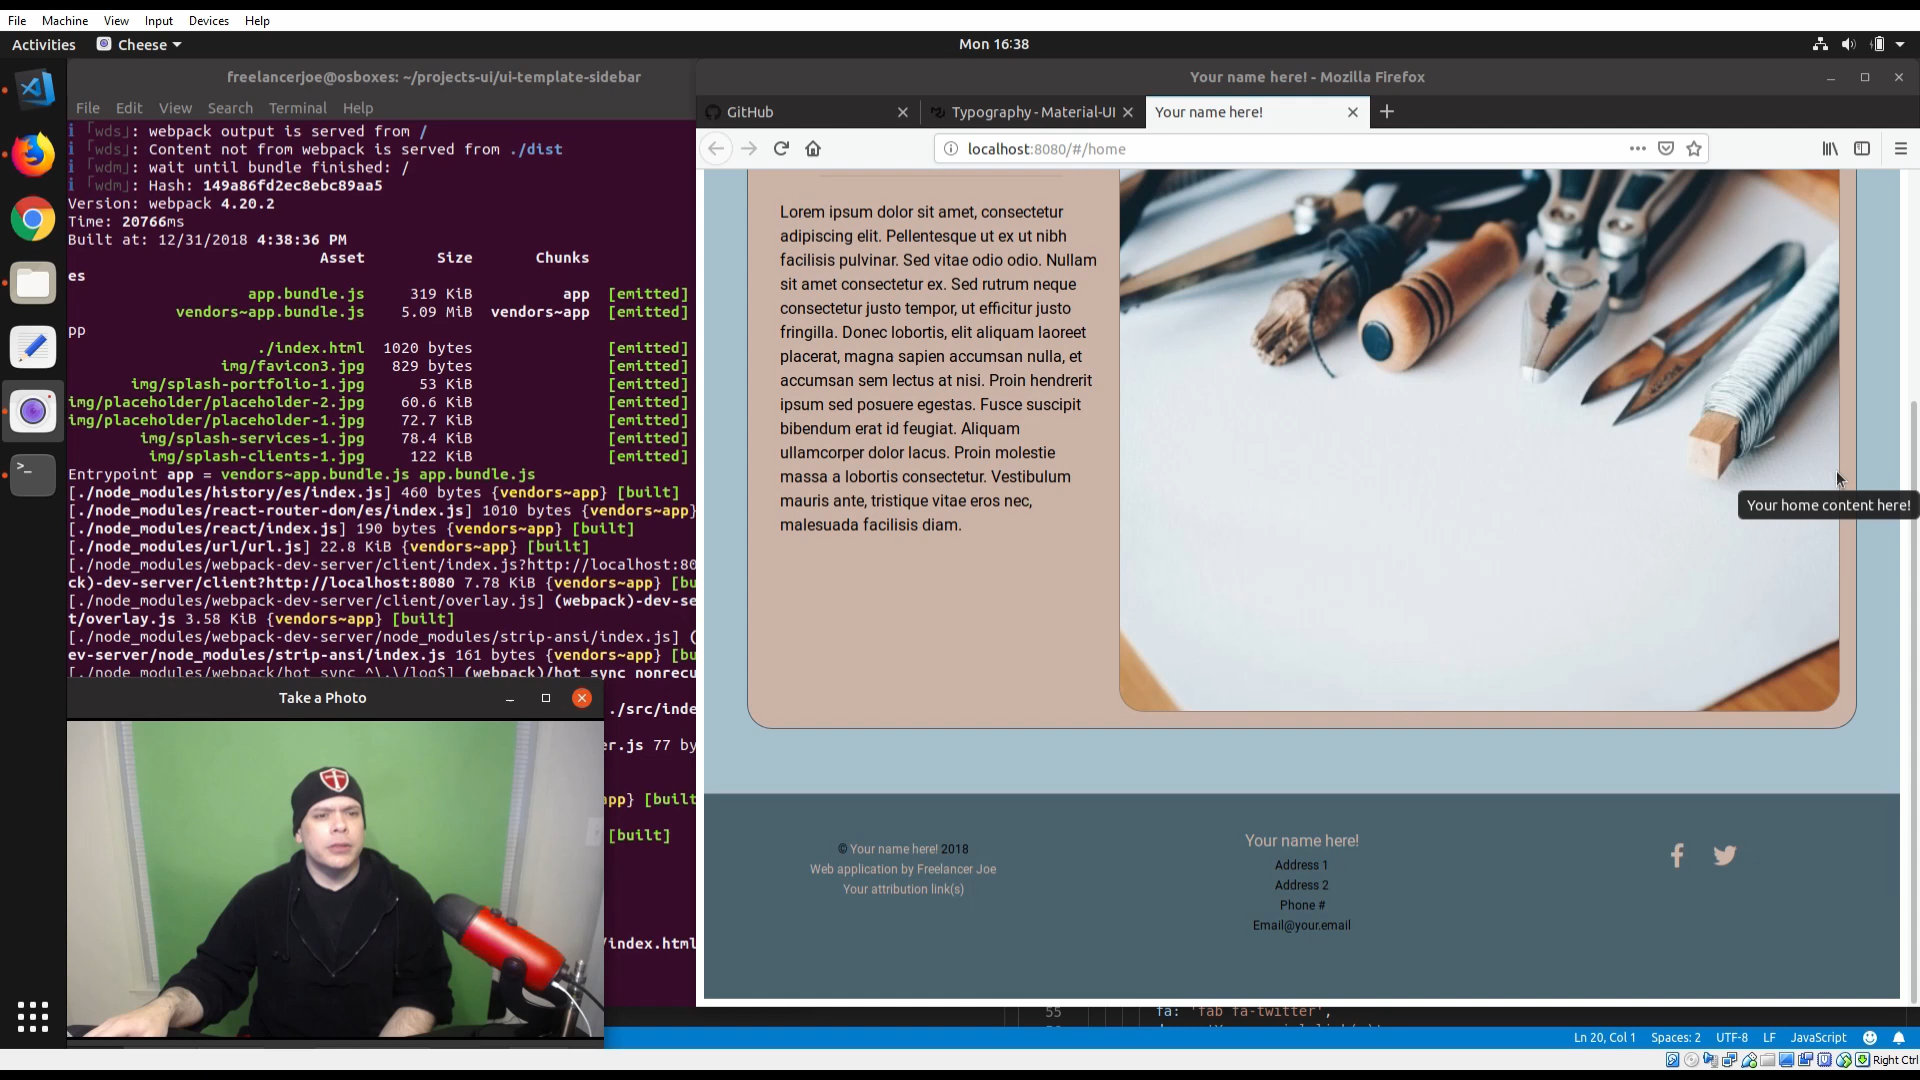 File Machine View Input Devices Help
Activities Cheese Mon 16:38
freelancerjoe@osboxes: ~/projects-ui/ui-template-sidebar
File Edit View Search Terminal Help
ℹ ｢wds｣: webpack output is served from /
ℹ ｢wds｣: Content not from webpack is served from ./dist
ℹ ｢wdm｣: wait until bundle finished: /
ℹ ｢wdm｣: Hash: 149a86fd2ec8ebc89aa5
Version: webpack 4.20.2
Time: 20766ms
Built at: 12/31/2018 4:38:36 PM
Asset Size Chunks
es
app.bundle.js 319 KiB app [emitted]
vendors~app.bundle.js 5.09 MiB vendors~app [emitted]
pp
./index.html 1020 bytes [emitted]
img/favicon3.jpg 829 bytes [emitted]
img/splash-portfolio-1.jpg 53 KiB [emitted]
img/placeholder/placeholder-2.jpg 60.6 KiB [emitted]
img/placeholder/placeholder-1.jpg 72.7 KiB [emitted]
img/splash-services-1.jpg 78.4 KiB [emitted]
img/splash-clients-1.jpg 122 KiB [emitted]
Entrypoint app = vendors~app.bundle.js app.bundle.js
[./node_modules/history/es/index.js] 460 bytes {vendors~app} [built]
[./node_modules/react-router-dom/es/index.js] 1010 bytes {vendors~app}
[./node_modules/react/index.js] 190 bytes {vendors~app} [built]
[./node_modules/url/url.js] 22.8 KiB {vendors~app} [built]
[./node_modules/webpack-dev-server/client/index.js?http://localhost:80
ck)-dev-server/client?http://localhost:8080 7.78 KiB {vendors~app} [bu
[./node_modules/webpack-dev-server/client/overlay.js] (webpack)-dev-se
t/overlay.js 3.58 KiB {vendors~app} [built]
[./node_modules/webpack-dev-server/node_modules/strip-ansi/index.js] (
ev-server/node_modules/strip-ansi/index.js 161 bytes {vendors~app} [bu
[./node_modules/webpack/hot sync ^\.\/log$] (webpack)/hot sync nonrecu
./src/inde
er.js 77 by
app} [built
[built]
/index.html
Take a Photo
Your name here! - Mozilla Firefox
GitHub Typography - Material-UI Your name here!
localhost:8080/#/home
Lorem ipsum dolor sit amet, consectetur
adipiscing elit. Pellentesque ut ex ut nibh
facilisis pulvinar. Sed vitae odio odio. Nullam
sit amet consectetur ex. Sed rutrum neque
consectetur justo tempor, ut efficitur justo
fringilla. Donec lobortis, elit aliquam laoreet
placerat, magna sapien accumsan nulla, et
accumsan sem lectus at nisi. Proin hendrerit
ipsum sed posuere egestas. Fusce suscipit
bibendum erat id feugiat. Aliquam
ullamcorper dolor lacus. Proin molestie
massa a lobortis consectetur. Vestibulum
mauris ante, tristique vitae eros nec,
malesuada facilisis diam.
Your home content here!
© Your name here! 2018
Web application by Freelancer Joe
Your attribution link(s)
Your name here!
Address 1
Address 2
Phone #
Email@your.email
55 fa: 'fab fa-twitter',
Ln 20, Col 1 Spaces: 2 UTF-8 LF JavaScript
Right Ctrl